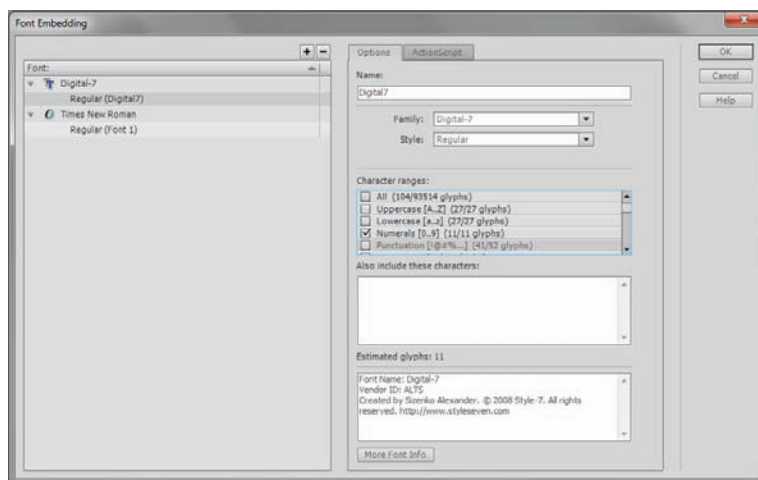 Font Embedding
Font:
Digital-7
Regular (Digital7)
Times New Roman
Regular (Font 1)
Options
ActionScript
Name:
Digital7
Family:
Digital-7
Style:
Regular
Character ranges:
All (104/93514 glyphs)
Uppercase [A..Z] (27/27 glyphs)
Lowercase [a..z] (27/27 glyphs)
Numerals [0..9] (11/11 glyphs)
Punctuation [!@#%...] (41/52 glyphs)
Also include these characters:
Estimated glyphs: 11
Font Name: Digital-7
Vendor ID: ALTS
Created by Sizenko Alexander. © 2008 Style-7. All rights
reserved. http://www.styleseven.com
More Font Info
OK
Cancel
Help